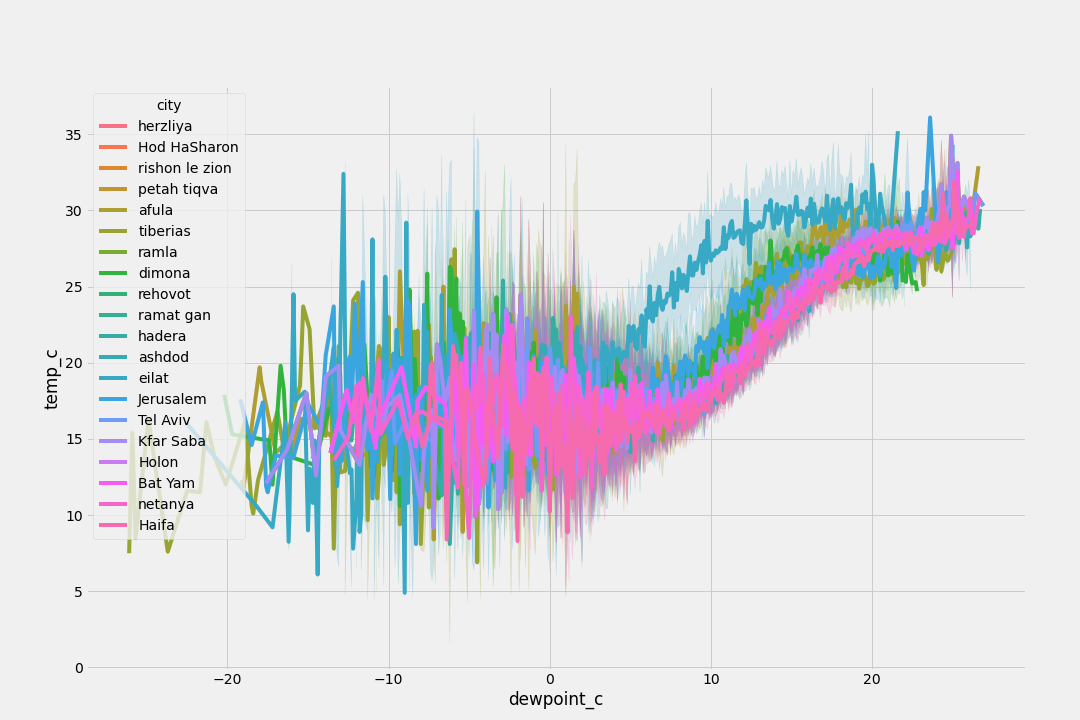 city
herzliya
Hod HaSharon
rishon le zion
petah tiqva
afula
tiberias
ramla
dimona
rehovot
ramat gan
hadera
ashdod
eilat
Jerusalem
Tel Aviv
Kfar Saba
Holon
Bat Yam
netanya
Haifa
35
30
25
20
15
10
5
0
temp_c
−20 −10 0 10 20
dewpoint_c